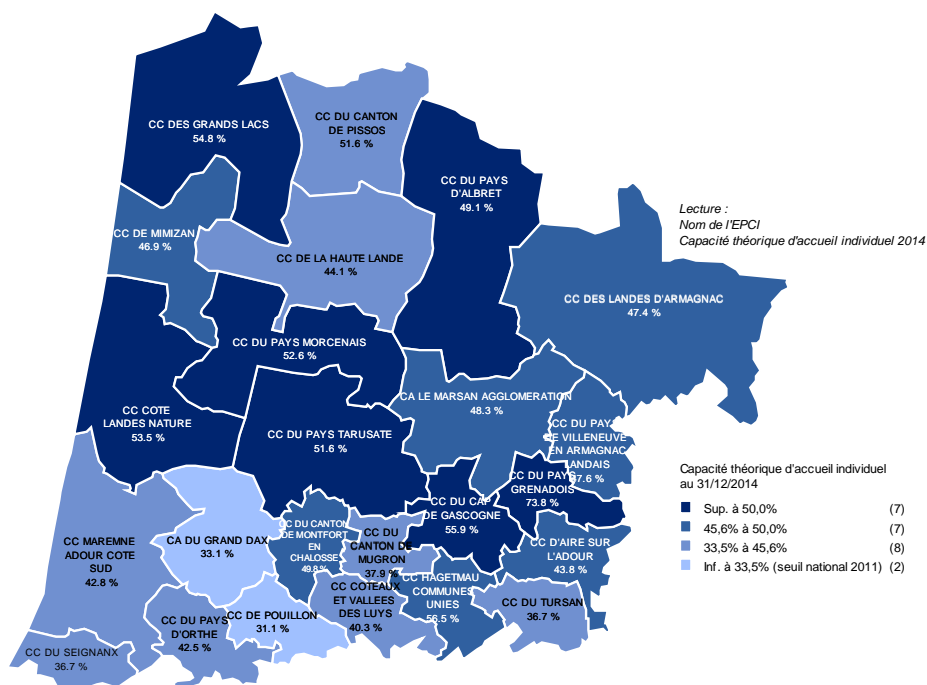 CC DES GRANDS LACS
54.8 %
CC DU CANTON
DE PISSOS
51.6 %
CC DU PAYS
D'ALBRET
49.1 %
Lecture :
Nom de l'EPCI
Capacité théorique d'accueil individuel 2014
CC DE MIMIZAN
46.9 %
CC DE LA HAUTE LANDE
44.1 %
CC DES LANDES D'ARMAGNAC
47.4 %
CC DU PAYS MORCENAIS
52.6 %
CA LE MARSAN AGGLOMERATION
48.3 %
CC COTE
LANDES NATURE
53.5 %
CC DU PAYS TARUSATE
51.6 %
CC DU PAY
DE VILLENEUVE
EN ARMAGNAC
LANDAIS
7.6 %
CC DU PAYS
GRENADOIS
73.8 %
CC DU CAP
DE GASCOGNE
55.9 %
Capacité théorique d'accueil individuel
au 31/12/2014
Sup. à 50,0% (7)
45,6% à 50,0% (7)
33,5% à 45,6% (8)
Inf. à 33,5% (seuil national 2011) (2)
CC MAREMNE
ADOUR COTE
SUD
42.8 %
CA DU GRAND DAX
33.1 %
CC DU CANTON
DE MONTFORT
EN
CHALOSSE
49.8 %
CC DU
CANTON DE
MUGRON
37.9 %
CC D'AIRE SUR
L'ADOUR
43.8 %
CC HAGETMAU
COMMUNES
UNIES
56.5 %
CC COTEAUX
ET VALLEES
DES LUYS
40.3 %
CC DU TURSAN
36.7 %
CC DE POUILLON
31.1 %
CC DU PAYS
D'ORTHE
42.5 %
CC DU SEIGNANX
36.7 %